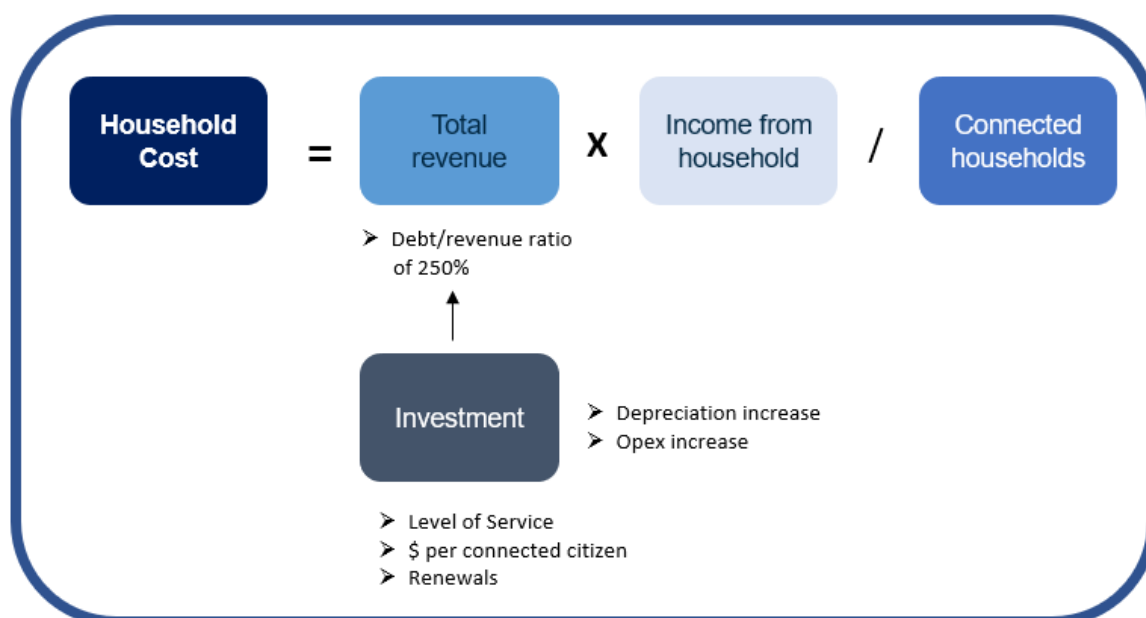 Household
Cost
=
Total
revenue
x
Income from
household
/
Connected
households
➢ Debt/revenue ratio
of 250%
Investment
➢ Depreciation increase
➢ Opex increase
➢ Level of Service
➢ $ per connected citizen
➢ Renewals